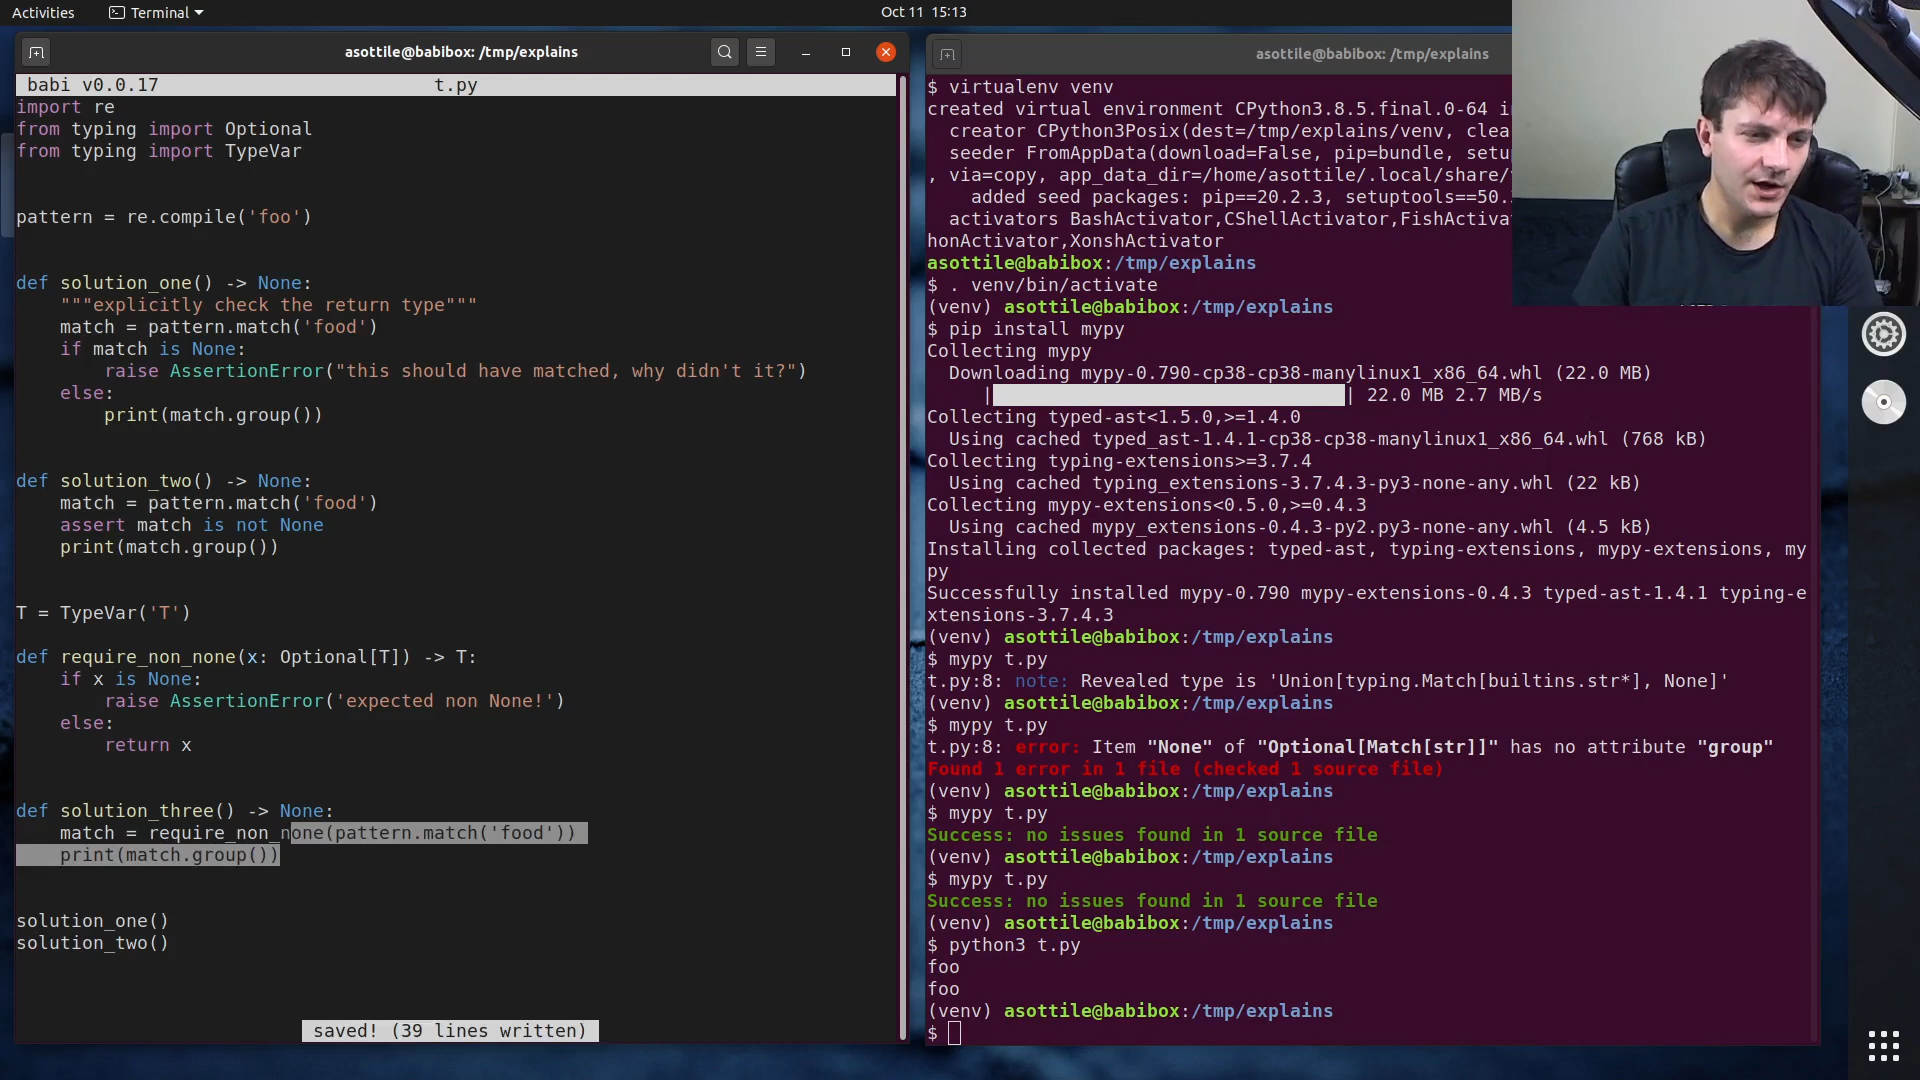 Activities
Terminal
Oct 11 15:13
asottile@babibox: /tmp/explains
babi v0.0.17 t.py
import re
from typing import Optional
from typing import TypeVar
pattern = re.compile('foo')
def solution_one() -> None:
"""explicitly check the return type"""
match = pattern.match('food')
if match is None:
raise AssertionError("this should have matched, why didn't it?")
else:
print(match.group())
def solution_two() -> None:
match = pattern.match('food')
assert match is not None
print(match.group())
T = TypeVar('T')
def require_non_none(x: Optional[T]) -> T:
if x is None:
raise AssertionError('expected non None!')
else:
return x
def solution_three() -> None:
match = require_non_none(pattern.match('food'))
print(match.group())
solution_one()
solution_two()
saved! (39 lines written)
asottile@babibox: /tmp/explains
$ virtualenv venv
created virtual environment CPython3.8.5.final.0-64 i
creator CPython3Posix(dest=/tmp/explains/venv, clea
seeder FromAppData(download=False, pip=bundle, setu
, via=copy, app_data_dir=/home/asottile/.local/share/
added seed packages: pip==20.2.3, setuptools==50.
activators BashActivator,CShellActivator,FishActiva
honActivator,XonshActivator
asottile@babibox:/tmp/explains
$ . venv/bin/activate
(venv) asottile@babibox:/tmp/explains
$ pip install mypy
Collecting mypy
Downloading mypy-0.790-cp38-cp38-manylinux1_x86_64.whl (22.0 MB)
| | 22.0 MB 2.7 MB/s
Collecting typed-ast<1.5.0,>=1.4.0
Using cached typed_ast-1.4.1-cp38-cp38-manylinux1_x86_64.whl (768 kB)
Collecting typing-extensions>=3.7.4
Using cached typing_extensions-3.7.4.3-py3-none-any.whl (22 kB)
Collecting mypy-extensions<0.5.0,>=0.4.3
Using cached mypy_extensions-0.4.3-py2.py3-none-any.whl (4.5 kB)
Installing collected packages: typed-ast, typing-extensions, mypy-extensions, my
py
Successfully installed mypy-0.790 mypy-extensions-0.4.3 typed-ast-1.4.1 typing-e
xtensions-3.7.4.3
(venv) asottile@babibox:/tmp/explains
$ mypy t.py
t.py:8: note: Revealed type is 'Union[typing.Match[builtins.str*], None]'
(venv) asottile@babibox:/tmp/explains
$ mypy t.py
t.py:8: error: Item "None" of "Optional[Match[str]]" has no attribute "group"
Found 1 error in 1 file (checked 1 source file)
(venv) asottile@babibox:/tmp/explains
$ mypy t.py
Success: no issues found in 1 source file
(venv) asottile@babibox:/tmp/explains
$ mypy t.py
Success: no issues found in 1 source file
(venv) asottile@babibox:/tmp/explains
$ python3 t.py
foo
foo
(venv) asottile@babibox:/tmp/explains
$